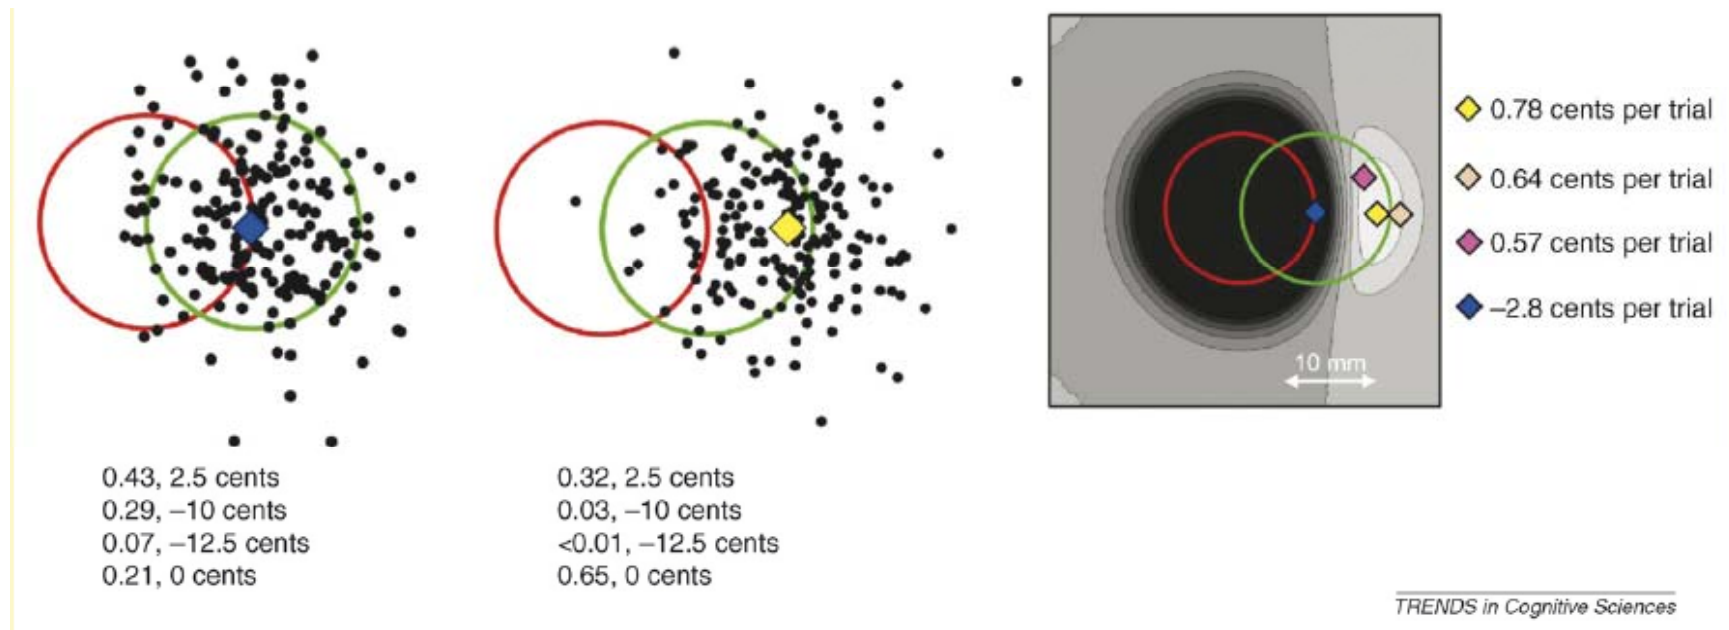 0.43, 2.5 cents
0.29, –10 cents
0.07, –12.5 cents
0.21, 0 cents
0.32, 2.5 cents
0.03, –10 cents
<0.01, –12.5 cents
0.65, 0 cents
10 mm
0.78 cents per trial
0.64 cents per trial
0.57 cents per trial
–2.8 cents per trial
TRENDS in Cognitive Sciences